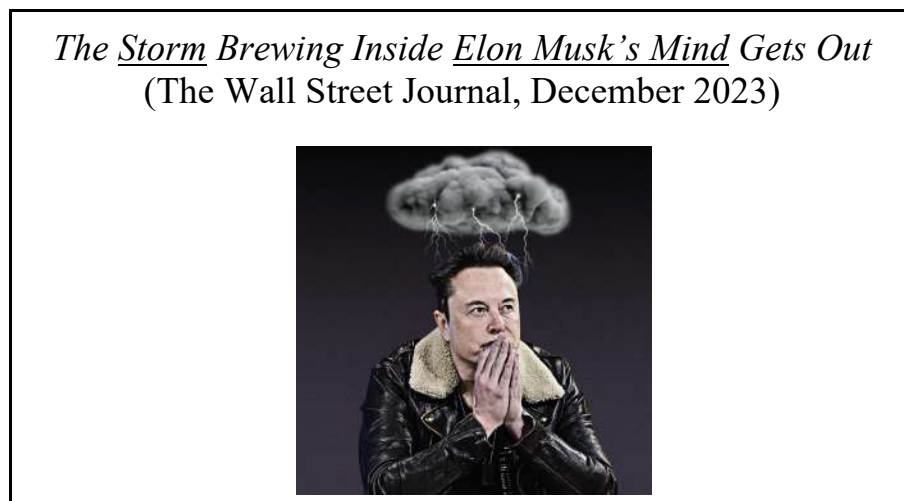 The Storm Brewing Inside Elon Musk’s Mind Gets Out
(The Wall Street Journal, December 2023)